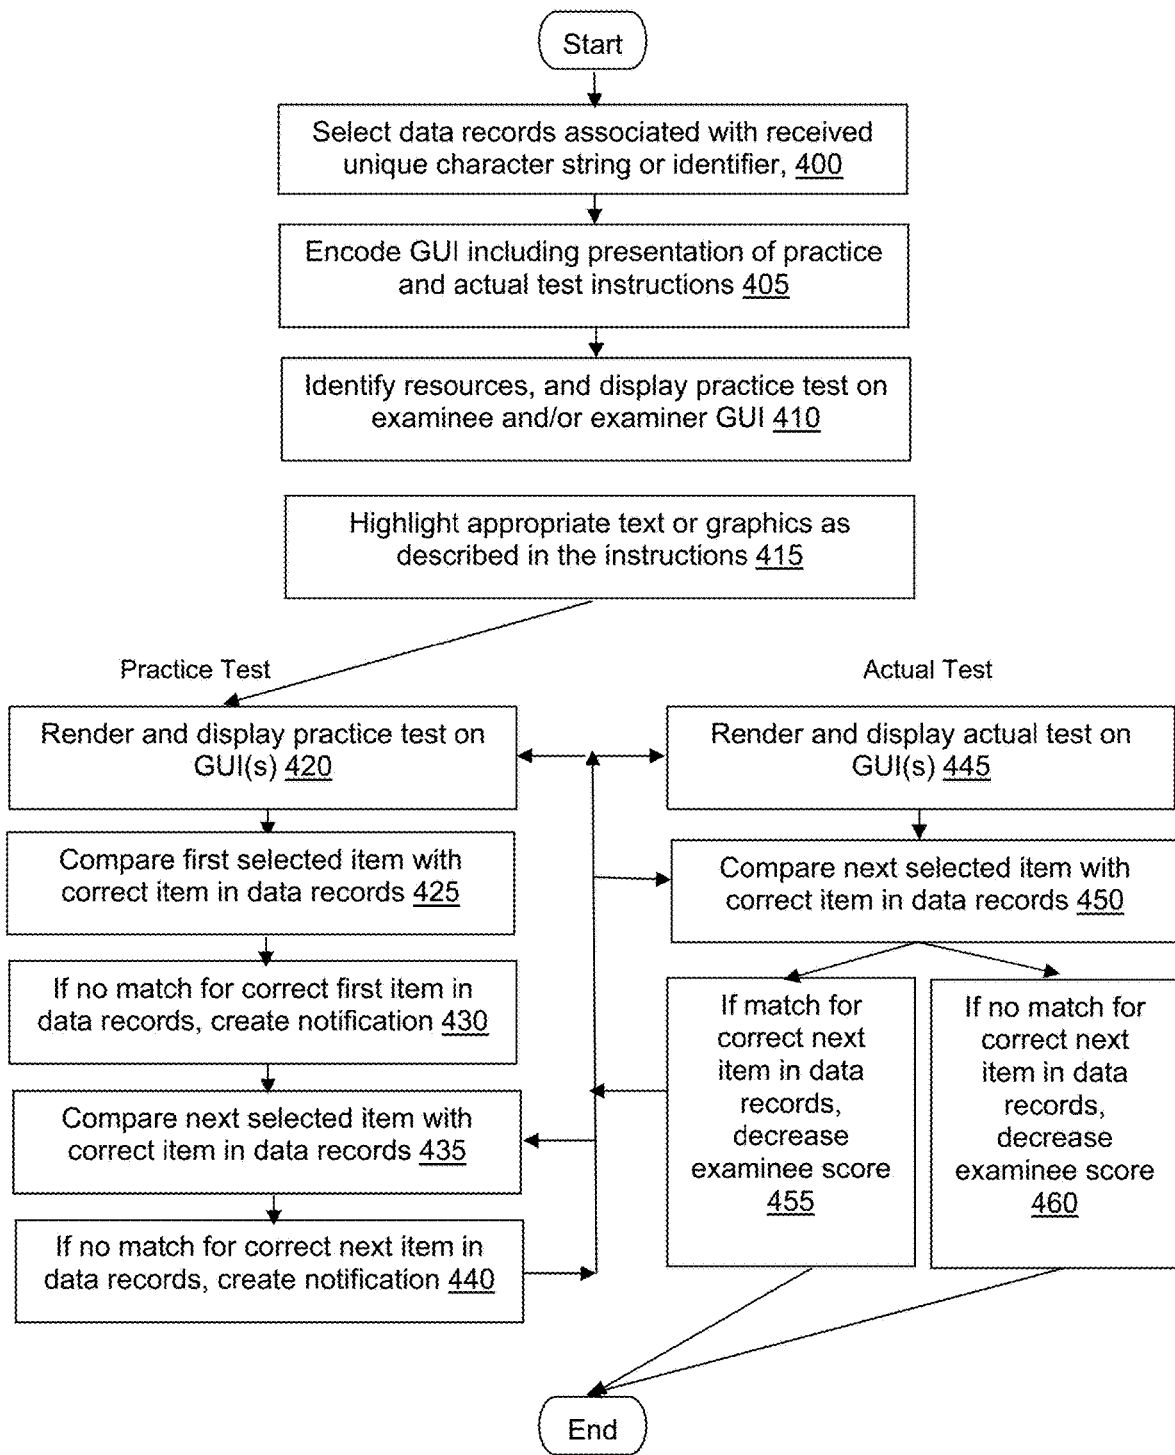 Start
Select data records associated with received
unique character string or identifier, 400
Encode GUI including presentation of practice
and actual test instructions 405
Identify resources, and display practice test on
examinee and/or examiner GUI 410
Highlight appropriate text or graphics as
described in the instructions 415
Practice Test
Render and display practice test on
GUI(s) 420
Compare first selected item with
correct item in data records 425
If no match for correct first item in
data records, create notification 430
Compare next selected item with
correct item in data records 435
If no match for correct next item in
data records, create notification 440
Actual Test
Render and display actual test on
GUI(s) 445
Compare next selected item with
correct item in data records 450
If match for
correct next
item in data
records,
decrease
examinee score
455
If no match for
correct next
item in data
records,
decrease
examinee score
460
End